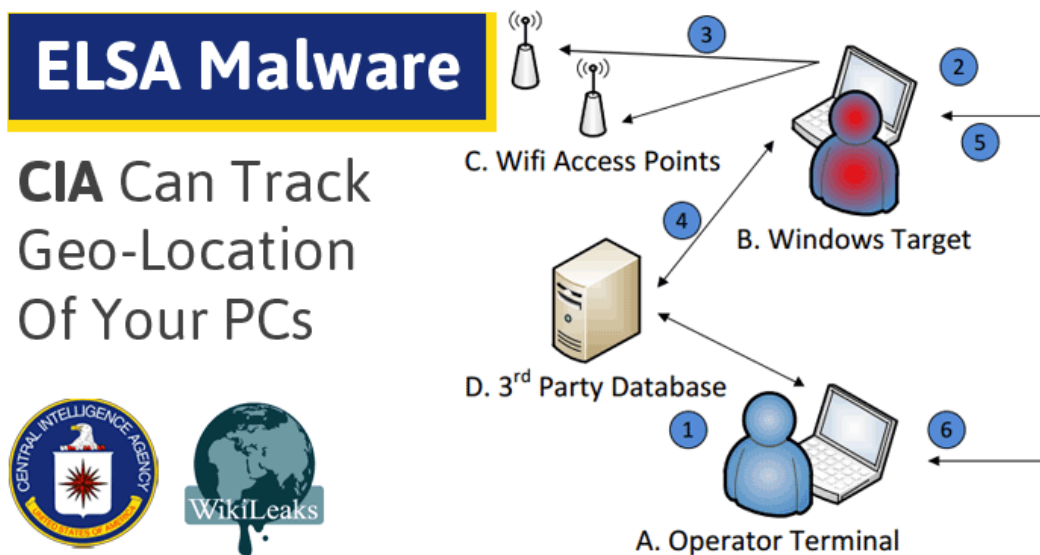 ELSA Malware
CIA Can Track
Geo-Location
Of Your PCs
CENTRAL INTELLIGENCE AGENCY
UNITED STATES OF AMERICA
WikiLeaks
3
2
5
C. Wifi Access Points
4
B. Windows Target
D. 3rd Party Database
1
6
A. Operator Terminal